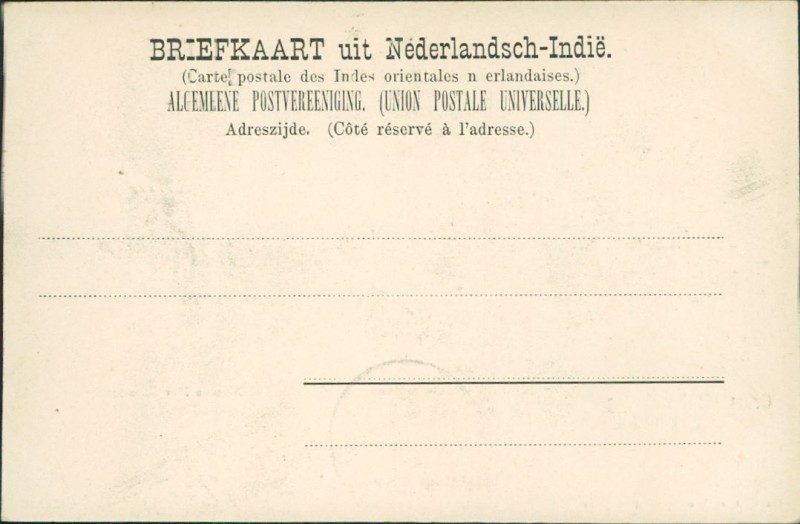 BRIEFKAART uit Nederlandsch-Indië.
(Carte postale des Indes orientales n erlandaises.)
ALGEMEENE POSTVEREENIGING. (UNION POSTALE UNIVERSELLE.)
Adreszijde. (Côté réservé à l'adresse.)